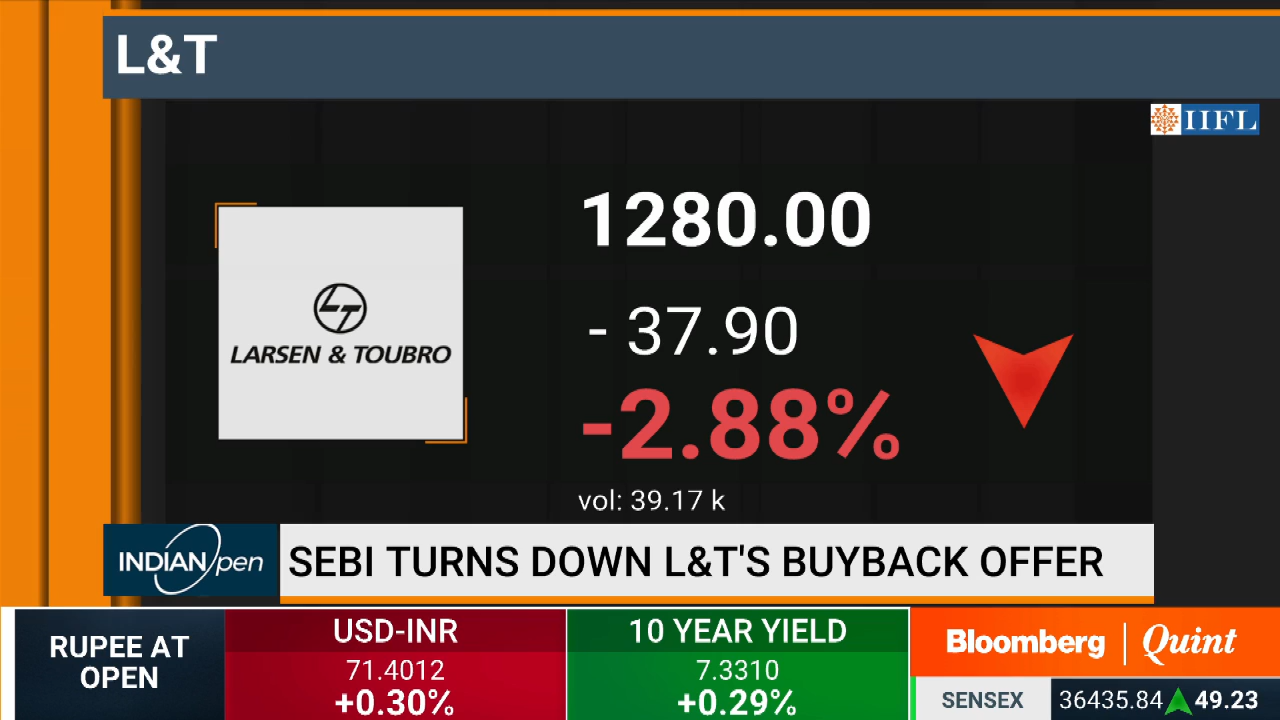 L&T
IIFL
1280.00
LT
LARSEN & TOUBRO
- 37.90
-2.88%
vol: 39.17 k
INDIAN Open
SEBI TURNS DOWN L&T'S BUYBACK OFFER
RUPEE AT
OPEN
USD-INR
71.4012
+0.30%
10 YEAR YIELD
7.3310
+0.29%
Bloomberg | Quint
SENSEX 36435.84 49.23